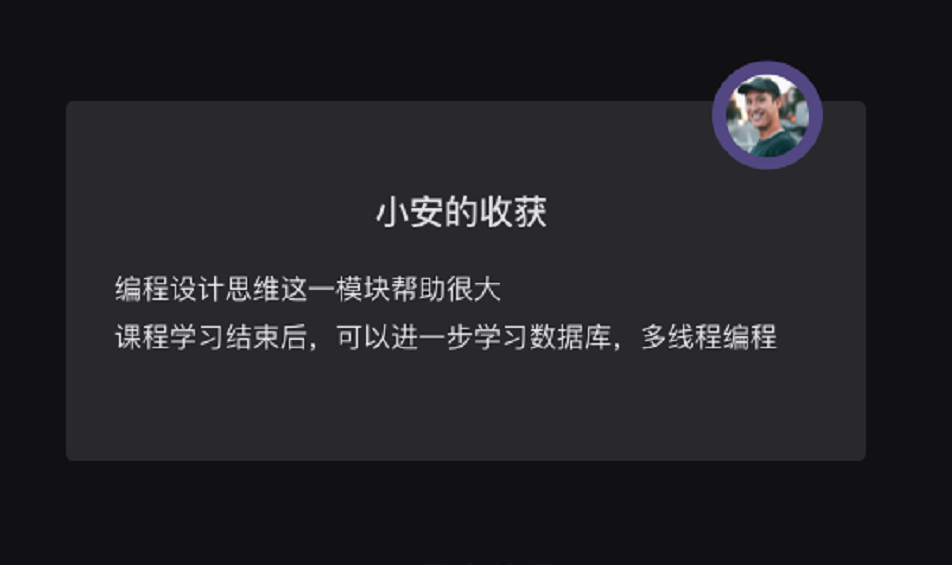 小安的收获
编程设计思维这一模块帮助很大
课程学习结束后，可以进一步学习数据库，多线程编程